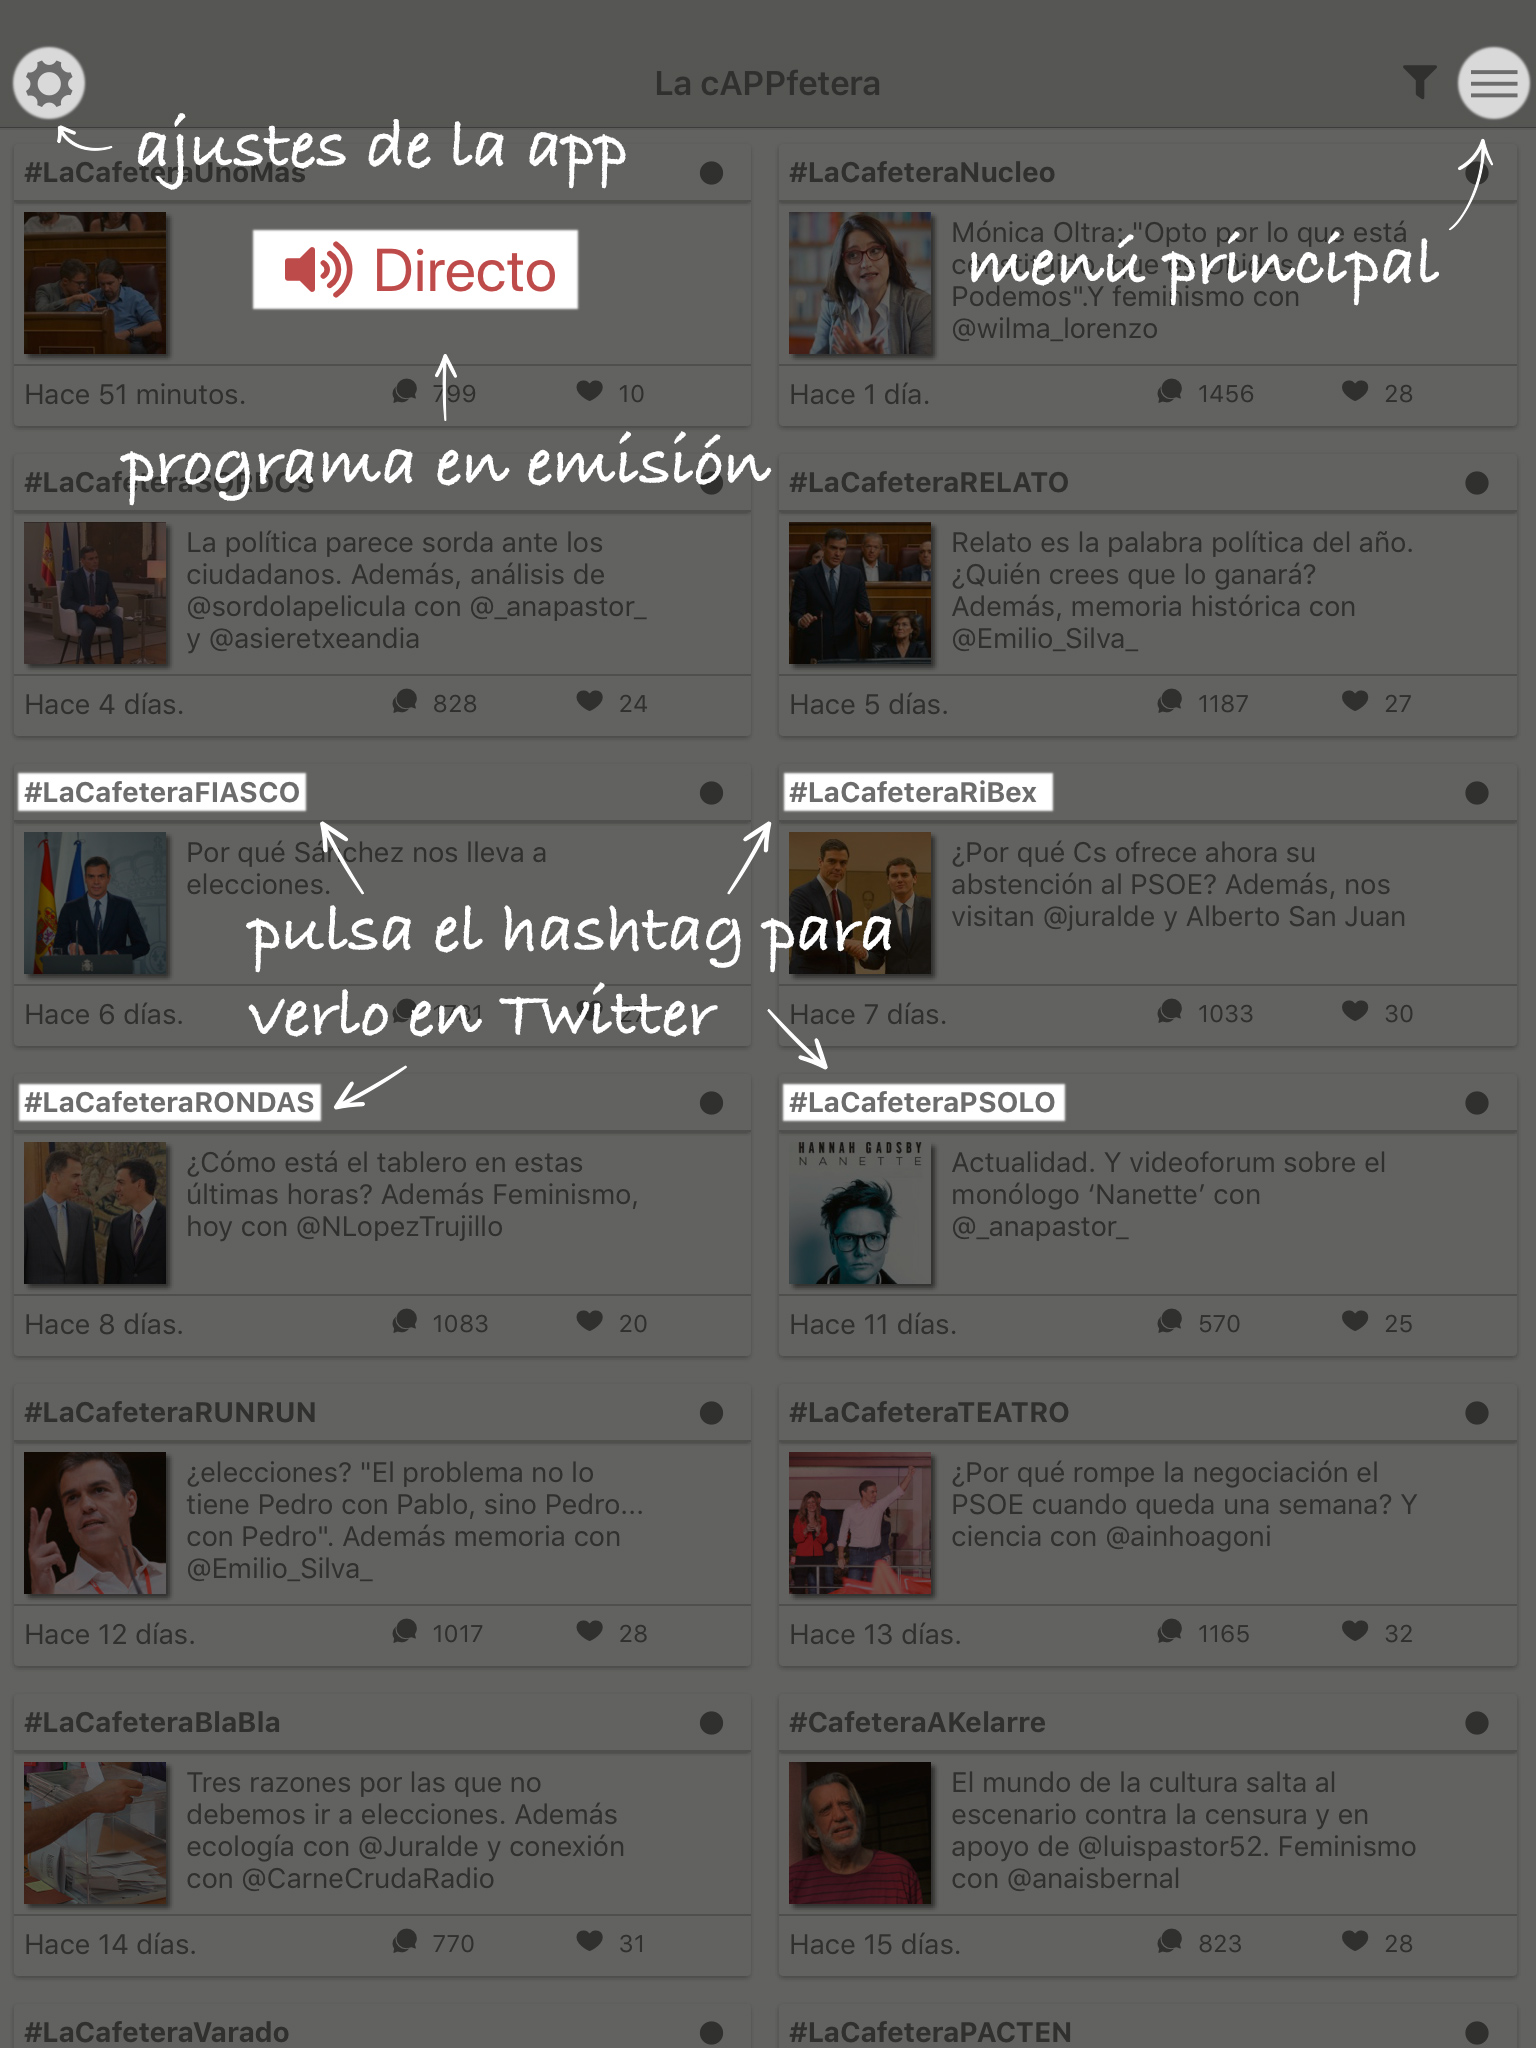 La cAPPfetera
ajustes de la app
#LaCafeteraUnoMas
Directo
Hace 51 minutos.
799
10
programa en emisión
#LaCafeteraNucleo
Mónica Oltra: "Opto por lo que está
que
Podemos".Y feminismo con
@wilma_lorenzo
menú principal
Hace 1 día.
1456
28
#LaCafeteraSORDOS
La política parece sorda ante los
ciudadanos. Además, análisis de
@sordolapelicula con @_anapastor_
y @asieretxeandia
Hace 4 días.
828
24
#LaCafeteraRELATO
Relato es la palabra política del año.
¿Quién crees que lo ganará?
Además, memoria histórica con
@Emilio_Silva_
Hace 5 días.
1187
27
#LaCafeteraFIASCO
Por qué Sánchez nos lleva a
elecciones.
Hace 6 días.
pulsa el hashtag para
verlo en Twitter
#LaCafeteraRiBex
¿Por qué Cs ofrece ahora su
abstención al PSOE? Además, nos
visitan @juralde y Alberto San Juan
Hace 7 días.
1033
30
#LaCafeteraRONDAS
¿Cómo está el tablero en estas
últimas horas? Además Feminismo,
hoy con @NLopezTrujillo
Hace 8 días.
1083
20
#LaCafeteraPSOLO
HANNAH GADSBY
NANETTE
Actualidad. Y videoforum sobre el
monólogo ‘Nanette’ con
@_anapastor_
Hace 11 días.
570
25
#LaCafeteraRUNRUN
¿elecciones? "El problema no lo
tiene Pedro con Pablo, sino Pedro...
con Pedro". Además memoria con
@Emilio_Silva_
Hace 12 días.
1017
28
#LaCafeteraTEATRO
¿Por qué rompe la negociación el
PSOE cuando queda una semana? Y
ciencia con @ainhoagoni
Hace 13 días.
1165
32
#LaCafeteraBlaBla
Tres razones por las que no
debemos ir a elecciones. Además
ecología con @Juralde y conexión
con @CarneCrudaRadio
Hace 14 días.
770
31
#CafeteraAKelarre
El mundo de la cultura salta al
escenario contra la censura y en
apoyo de @luispastor52. Feminismo
con @anaisbernal
Hace 15 días.
823
28
#LaCafeteraVarado
#LaCafeteraPACTEN